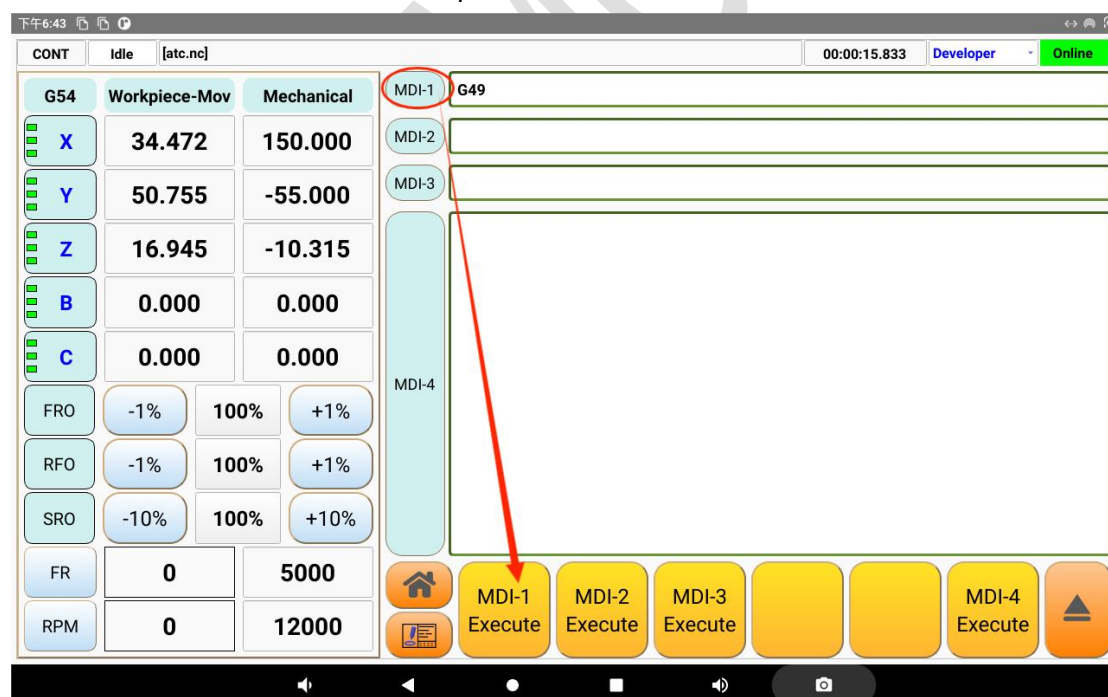 下午6:43
CONT Idle [atc.nc] 00:00:15.833 Developer Online
G54 Workpiece-Mov Mechanical
X 34.472 150.000
Y 50.755 -55.000
Z 16.945 -10.315
B 0.000 0.000
C 0.000 0.000
FRO -1% 100% +1%
RFO -1% 100% +1%
SRO -10% 100% +10%
FR 0 5000
RPM 0 12000
MDI-1 G49
MDI-2
MDI-3
MDI-4
MDI-1 Execute
MDI-2 Execute
MDI-3 Execute
MDI-4 Execute